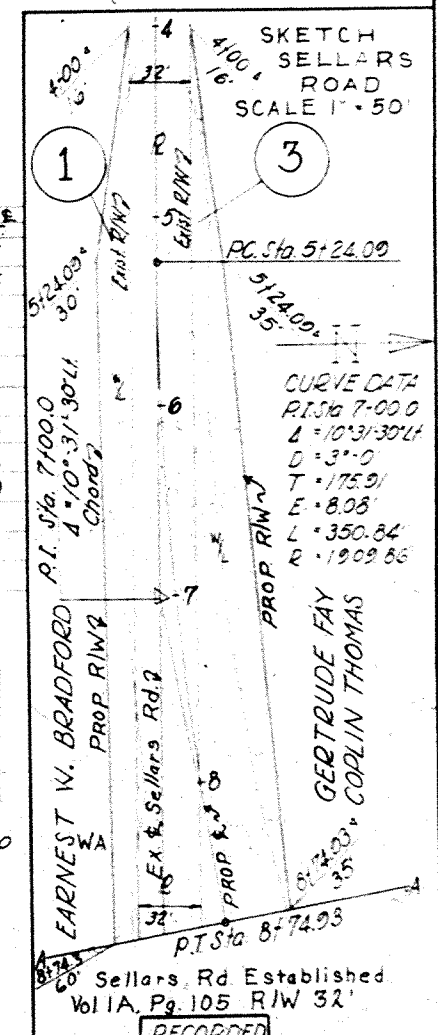 SKETCH
SELLARS
ROAD
SCALE 1" = 50'
4
4+00
16'
4+00
16'
32'
1
3
Exist R/W
Exist R/W
5
P.C. Sta. 5+24.09
5+24.09
30'
5+24.09
35'
N
6
CURVE DATA
P.I. Sta 7+00.0
Δ = 10°-31'-30" Lt.
D = 3°-0'
T = 175.91'
E = 8.08'
L = 350.84'
R = 1909.86'
P.I. Sta. 7+00.0
Δ = 10°-31'-30" Lt.
Chord
W/L
PROP R/W
7
EARNEST W. BRADFORD
PROP R/W
GERTRUDE FAY
COPLIN THOMAS
Ex ℄ Sellars Rd.
8
WA
PROP ℄
32'
8+74.93
35'
A
A
P.T. Sta. 8+74.93
60'
Sellars Rd Established
Vol 1A, Pg. 105 R/W 32'
RECORDED